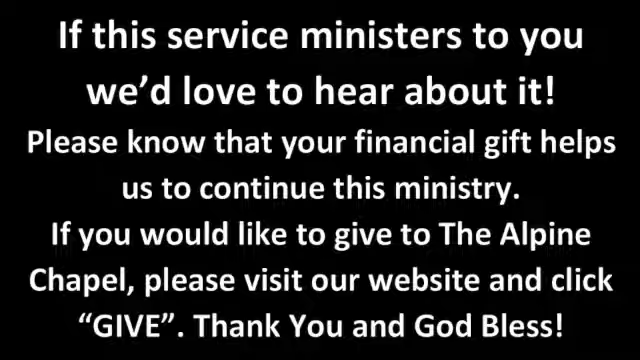 If this service ministers to you
we’d love to hear about it!
Please know that your financial gift helps
us to continue this ministry.
If you would like to give to The Alpine
Chapel, please visit our website and click
“GIVE”. Thank You and God Bless!